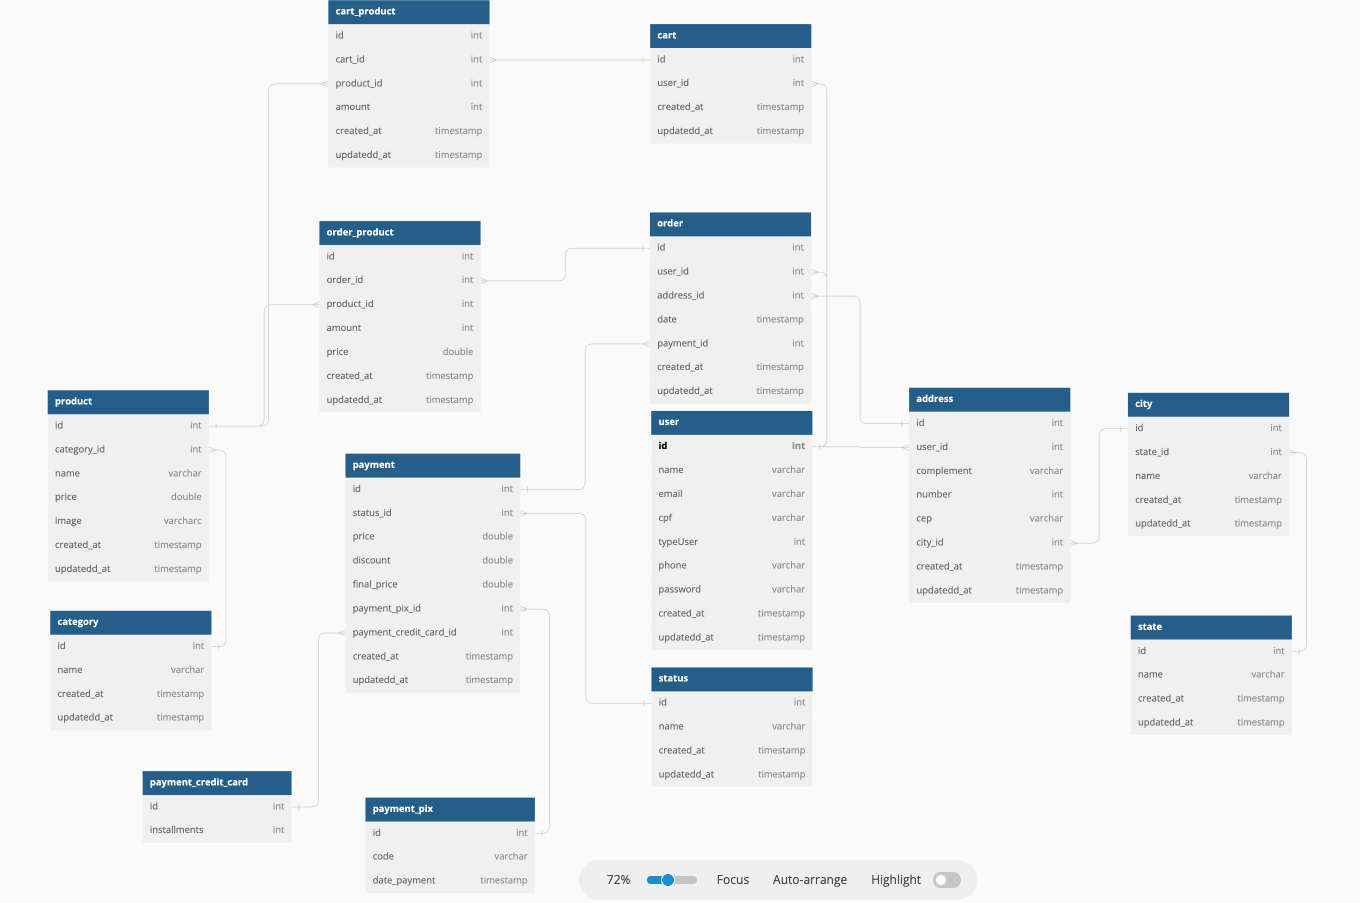 cart_product
id int
cart_id int
product_id int
amount int
created_at timestamp
updatedd_at timestamp
cart
id int
user_id int
created_at timestamp
updatedd_at timestamp
order_product
id int
order_id int
product_id int
amount int
price double
created_at timestamp
updatedd_at timestamp
order
id int
user_id int
address_id int
date timestamp
payment_id int
created_at timestamp
updatedd_at timestamp
product
id int
category_id int
name varchar
price double
image varcharc
created_at timestamp
updatedd_at timestamp
payment
id int
status_id int
price double
discount double
final_price double
payment_pix_id int
payment_credit_card_id int
created_at timestamp
updatedd_at timestamp
user
id int
name varchar
email varchar
cpf varchar
typeUser int
phone varchar
password varchar
created_at timestamp
updatedd_at timestamp
address
id int
user_id int
complement varchar
number int
cep varchar
city_id int
created_at timestamp
updatedd_at timestamp
city
id int
state_id int
name varchar
created_at timestamp
updatedd_at timestamp
category
id int
name varchar
created_at timestamp
updatedd_at timestamp
status
id int
name varchar
created_at timestamp
updatedd_at timestamp
state
id int
name varchar
created_at timestamp
updatedd_at timestamp
payment_credit_card
id int
installments int
payment_pix
id int
code varchar
date_payment timestamp
72% Focus Auto-arrange Highlight